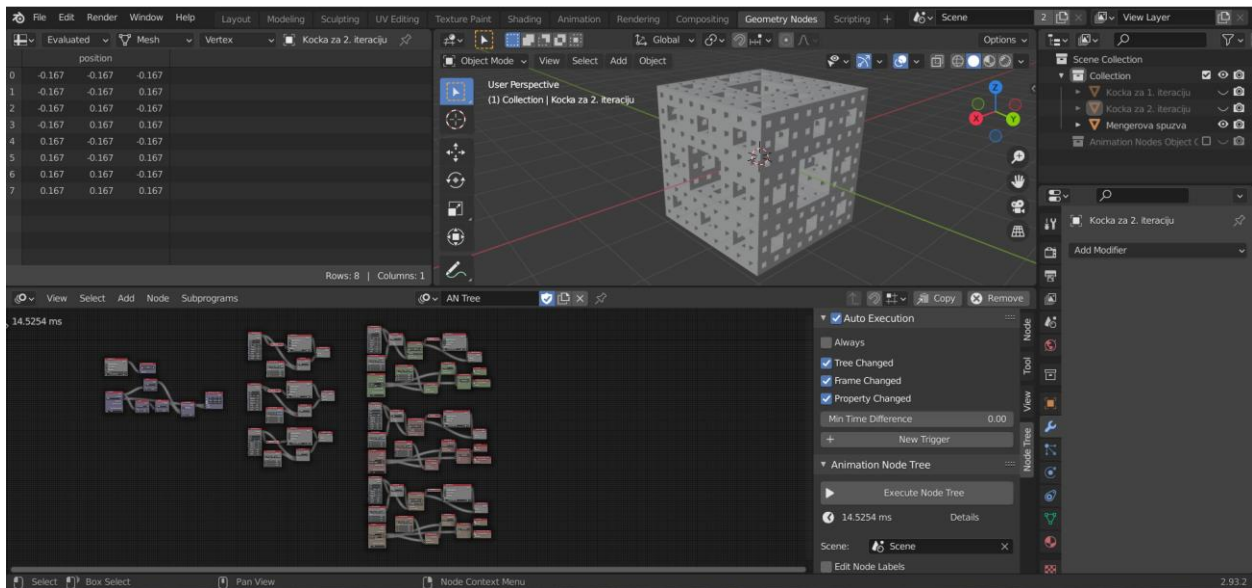 File Edit Render Window Help Layout Modeling Sculpting UV Editing Texture Paint Shading Animation Rendering Compositing Geometry Nodes Scripting + Scene 2 View Layer
Evaluated Mesh Vertex Kocka za 2. iteraciju
position
0 -0.167 -0.167 -0.167
1 -0.167 -0.167 0.167
2 -0.167 0.167 -0.167
3 -0.167 0.167 0.167
4 0.167 -0.167 -0.167
5 0.167 -0.167 0.167
6 0.167 0.167 -0.167
7 0.167 0.167 0.167
Rows: 8 | Columns: 1
Global Options
Object Mode View Select Add Object
User Perspective
(1) Collection | Kocka za 2. iteraciju
Z
X
Y
Scene Collection
Collection
Kocka za 1. iteraciju
Kocka za 2. iteraciju
Mengerova spuzva
Animation Nodes Object C
Kocka za 2. iteraciju
Add Modifier
View Select Add Node Subprograms AN Tree Copy Remove
14.5254 ms
Auto Execution
Always
Tree Changed
Frame Changed
Property Changed
Min Time Difference 0.00
+ New Trigger
Animation Node Tree
Execute Node Tree
14.5254 ms Details
Scene: Scene
Edit Node Labels
Node
Tool
View
Node Tree
Select Box Select Pan View Node Context Menu 2.93.2